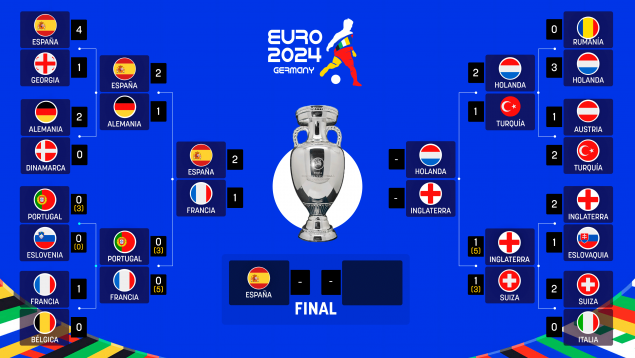 EURO
2024
GERMANY
ESPAÑA 4
GEORGIA 1
ALEMANIA 2
DINAMARCA 0
PORTUGAL 0 (3)
ESLOVENIA 0 (0)
FRANCIA 1
BÉLGICA 0
ESPAÑA 2
ALEMANIA 1
PORTUGAL 0 (3)
FRANCIA 0 (5)
ESPAÑA 2
FRANCIA 1
- HOLANDA
- INGLATERRA
2 HOLANDA
1 TURQUÍA
1 (5) INGLATERRA
1 (3) SUIZA
0 RUMANÍA
3 HOLANDA
1 AUSTRIA
2 TURQUÍA
2 INGLATERRA
1 ESLOVAQUIA
2 SUIZA
0 ITALIA
ESPAÑA - -
FINAL